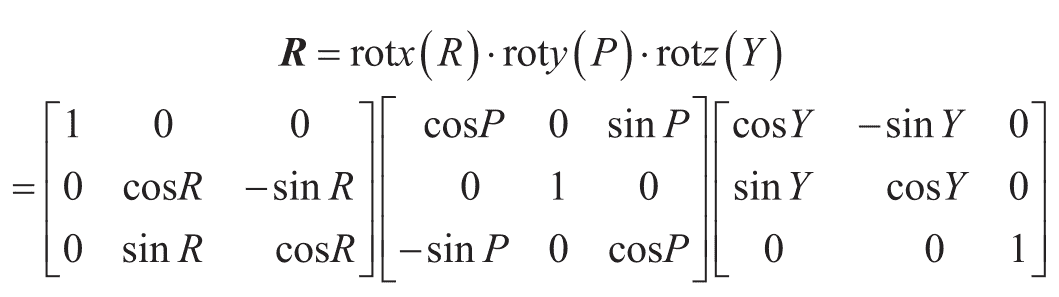 R = rotx(R)·roty(P)·rotz(Y)
= [1 0 0] [cosP 0 sin P] [cosY −sin Y 0]
[0 cosR −sin R] [0 1 0] [sin Y cosY 0]
[0 sin R cosR] [−sin P 0 cosP] [0 0 1]